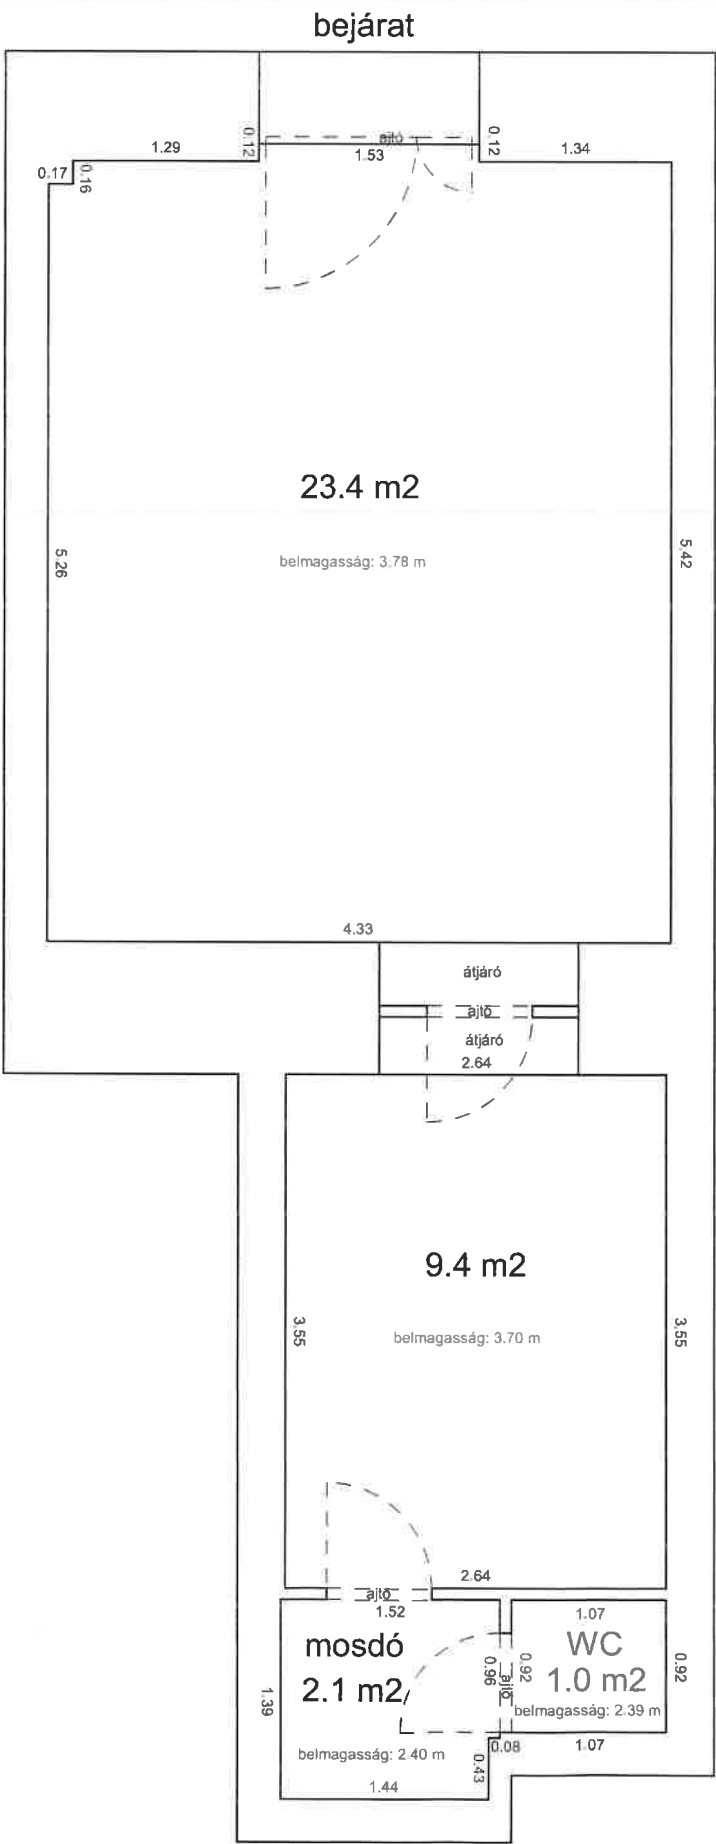 bejárat
ajtó
0.12
0.12
1.29
1.53
1.34
0.17
0.16
23.4 m2
5.26
5.42
belmagasság: 3.78 m
4.33
átjáró
ajtó
átjáró
2.64
9.4 m2
3.55
3.55
belmagasság: 3.70 m
2.64
ajtó
1.52
1.07
mosdó
WC
0.96
0.92
0.92
2.1 m2
1.0 m2
ajtó
1.39
belmagasság: 2.39 m
0.08
1.07
belmagasság: 2.40 m
0.43
1.44